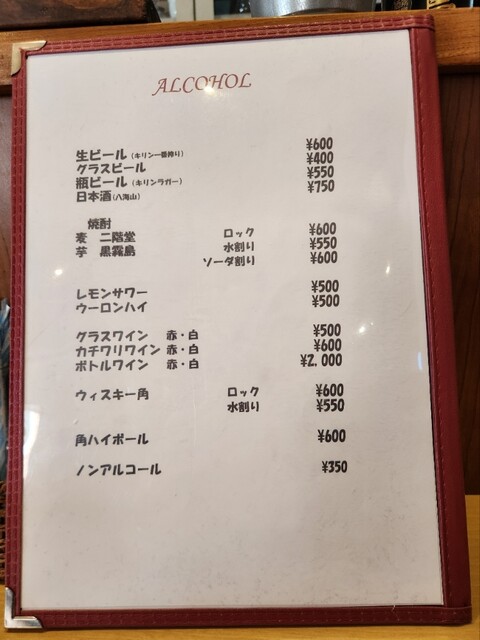 ALCOHOL
生ビール (キリン一番搾り) ¥600
グラスビール ¥400
瓶ビール (キリンラガー) ¥550
日本酒(八海山) ¥750
焼酎
麦 二階堂 ロック ¥600
芋 黒霧島 水割り ¥550
ソーダ割り ¥600
レモンサワー ¥500
ウーロンハイ ¥500
グラスワイン 赤・白 ¥500
カチワリワイン 赤・白 ¥600
ボトルワイン 赤・白 ¥2.000
ウィスキー角 ロック ¥600
水割り ¥550
角ハイボール ¥600
ノンアルコール ¥350